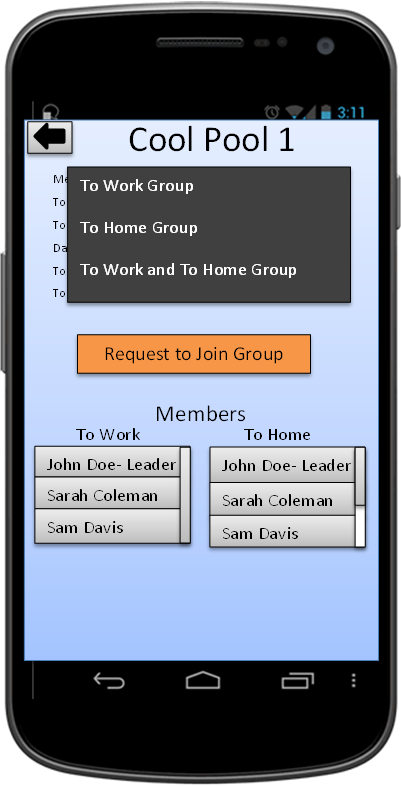 3:11
Cool Pool 1
Me
To
To
Da
To
To
To Work Group
To Home Group
To Work and To Home Group
Request to Join Group
Members
To Work
To Home
John Doe- Leader
Sarah Coleman
Sam Davis
John Doe- Leader
Sarah Coleman
Sam Davis